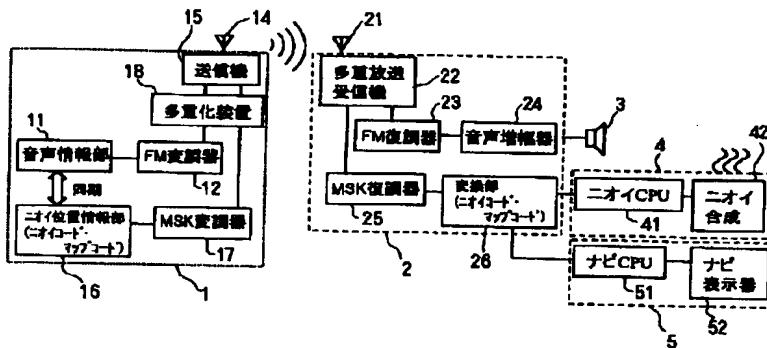 15
14
21
送信機
18
多重化装置
多重放送
受信機
22
23
24
3
11
音声情報部
FM変調器
12
FM復調器
音声増幅器
42
同期
4
ニオイ位置情報部
(ニオイコード・
マップコード)
MSK変調器
17
MSK復調器
25
変換部
(ニオイコード・
マップコード)
26
ニオイCPU
41
ニオイ
合成
16
1
2
ナビCPU
51
ナビ
表示器
52
5